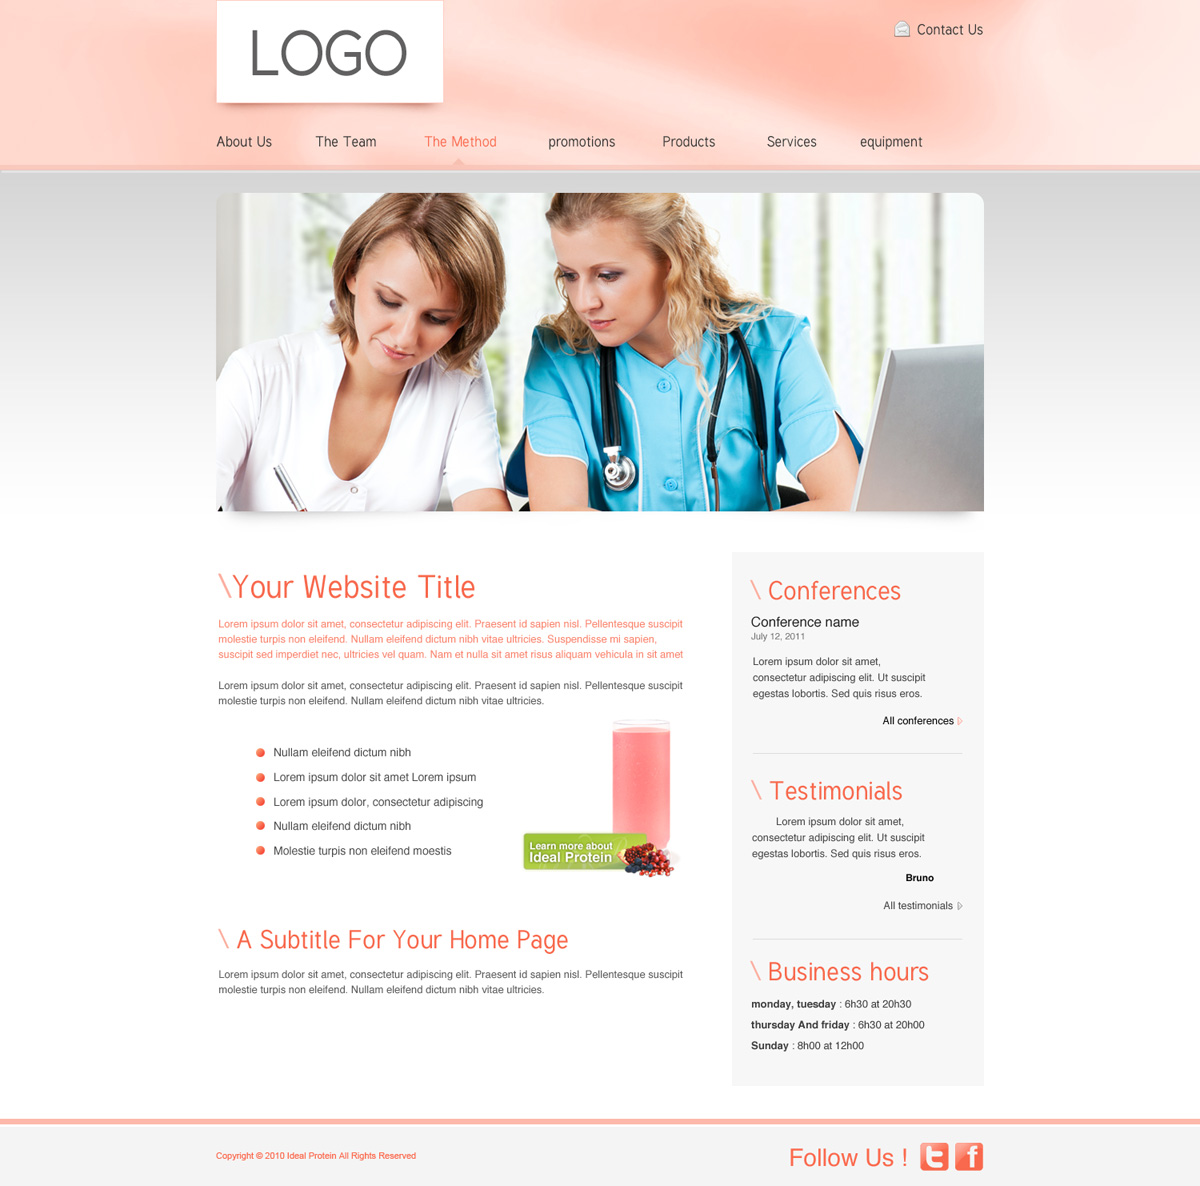 LOGO
Contact Us
About Us The Team The Method promotions Products Services equipment
\Your Website Title
Lorem ipsum dolor sit amet, consectetur adipiscing elit. Praesent id sapien nisl. Pellentesque suscipit
molestie turpis non eleifend. Nullam eleifend dictum nibh vitae ultricies. Suspendisse mi sapien,
suscipit sed imperdiet nec, ultricies vel quam. Nam et nulla sit amet risus aliquam vehicula in sit amet
Lorem ipsum dolor sit amet, consectetur adipiscing elit. Praesent id sapien nisl. Pellentesque suscipit
molestie turpis non eleifend. Nullam eleifend dictum nibh vitae ultricies.
Nullam eleifend dictum nibh
Lorem ipsum dolor sit amet Lorem ipsum
Lorem ipsum dolor, consectetur adipiscing
Nullam eleifend dictum nibh
Molestie turpis non eleifend moestis
Learn more about
Ideal Protein
\ A Subtitle For Your Home Page
Lorem ipsum dolor sit amet, consectetur adipiscing elit. Praesent id sapien nisl. Pellentesque suscipit
molestie turpis non eleifend. Nullam eleifend dictum nibh vitae ultricies.
\ Conferences
Conference name
July 12, 2011
Lorem ipsum dolor sit amet,
consectetur adipiscing elit. Ut suscipit
egestas lobortis. Sed quis risus eros.
All conferences
\ Testimonials
Lorem ipsum dolor sit amet,
consectetur adipiscing elit. Ut suscipit
egestas lobortis. Sed quis risus eros.
Bruno
All testimonials
\ Business hours
monday, tuesday : 6h30 at 20h30
thursday And friday : 6h30 at 20h00
Sunday : 8h00 at 12h00
Copyright © 2010 Ideal Protein All Rights Reserved
Follow Us !